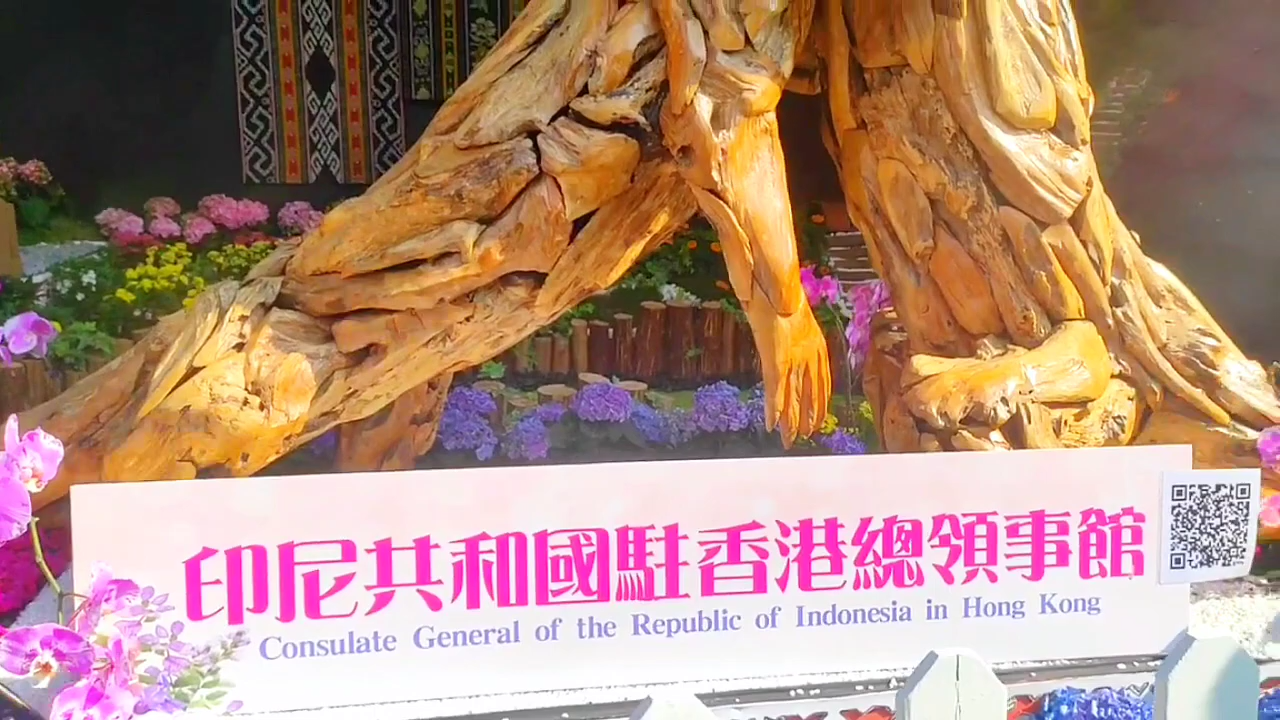 印尼共和國駐香港總領事館
Consulate General of the Republic of Indonesia in Hong Kong